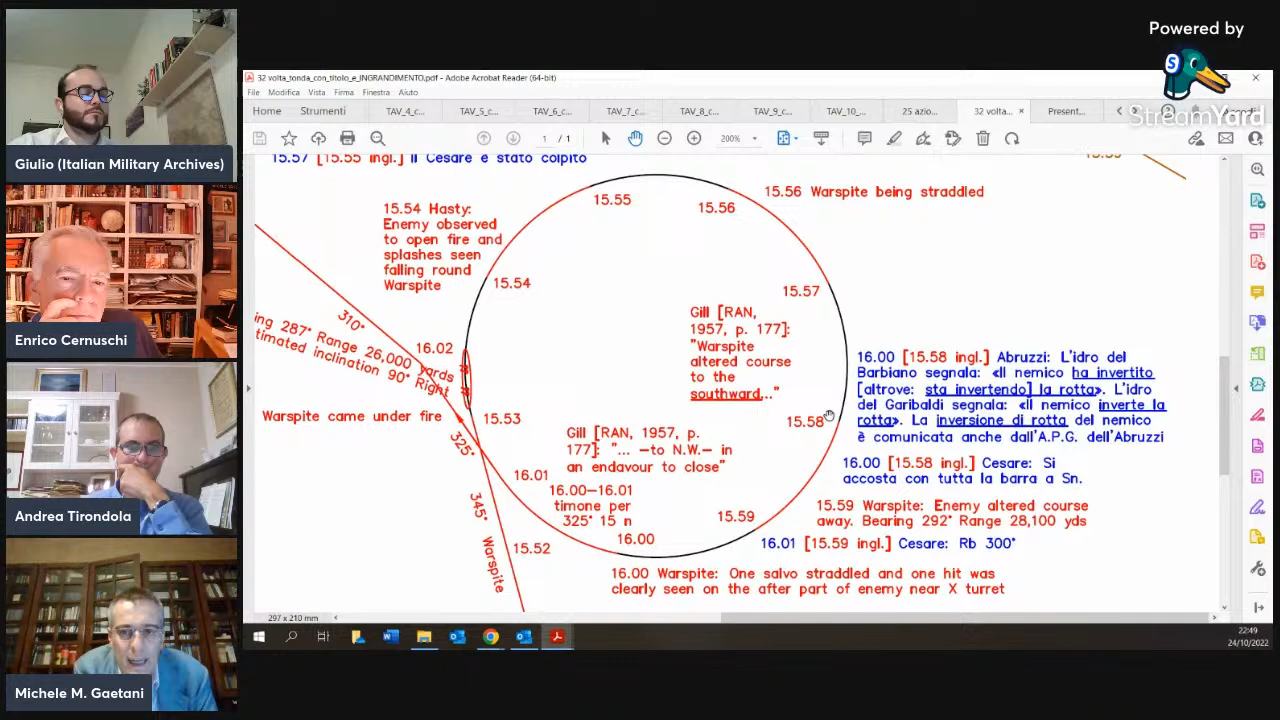 Powered by
StreamYard
Giulio (Italian Military Archives)
Enrico Cernuschi
Andrea Tirondola
Michele M. Gaetani
32 volta_tonda_con_titolo_e_INGRANDIMENTO.pdf - Adobe Acrobat Reader (64-bit)
File Modifica Vista Firma Finestra Aiuto
Home Strumenti TAV_4_c... TAV_5_c... TAV_6_c... TAV_7_c... TAV_8_c... TAV_9_c... TAV_10_... 25 azio... 32 volta... × Present...
1 / 1 200%
15.57 [15.55 ingl.] Il Cesare è stato colpito
15.54 Hasty:
Enemy observed
to open fire and
splashes seen
falling round
Warspite
15.55
15.56
15.56 Warspite being straddled
15.54
15.57
310°
ing 287° Range 26,000 yards
stimated inclination 90° Right
16.02
Warspite came under fire
15.53
325°
Gill [RAN,
1957, p. 177]:
"Warspite
altered course
to the
southward..."
15.58
Gill [RAN, 1957, p.
177]: "... —to N.W.— in
an endavour to close"
16.01
16.00—16.01
timone per
325° 15 n
345° Warspite
15.52
16.00
15.59
16.00 [15.58 ingl.] Abruzzi: L'idro del
Barbiano segnala: «Il nemico ha invertito
[altrove: sta invertendo] la rotta». L'idro
del Garibaldi segnala: «Il nemico inverte la
rotta». La inversione di rotta del nemico
è comunicata anche dall'A.P.G. dell'Abruzzi
16.00 [15.58 ingl.] Cesare: Si
accosta con tutta la barra a Sn.
15.59 Warspite: Enemy altered course
away. Bearing 292° Range 28,100 yds
16.01 [15.59 ingl.] Cesare: Rb 300°
16.00 Warspite: One salvo straddled and one hit was
clearly seen on the after part of enemy near X turret
297 x 210 mm
22:49
24/10/2022